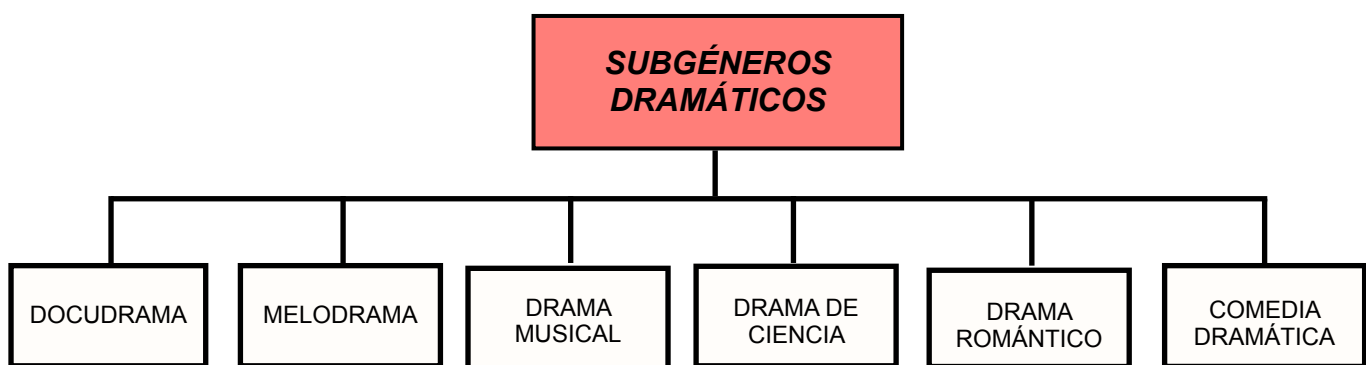 SUBGÉNEROS
DRAMÁTICOS
DOCUDRAMA
MELODRAMA
DRAMA
MUSICAL
DRAMA DE
CIENCIA
DRAMA
ROMÁNTICO
COMEDIA
DRAMÁTICA